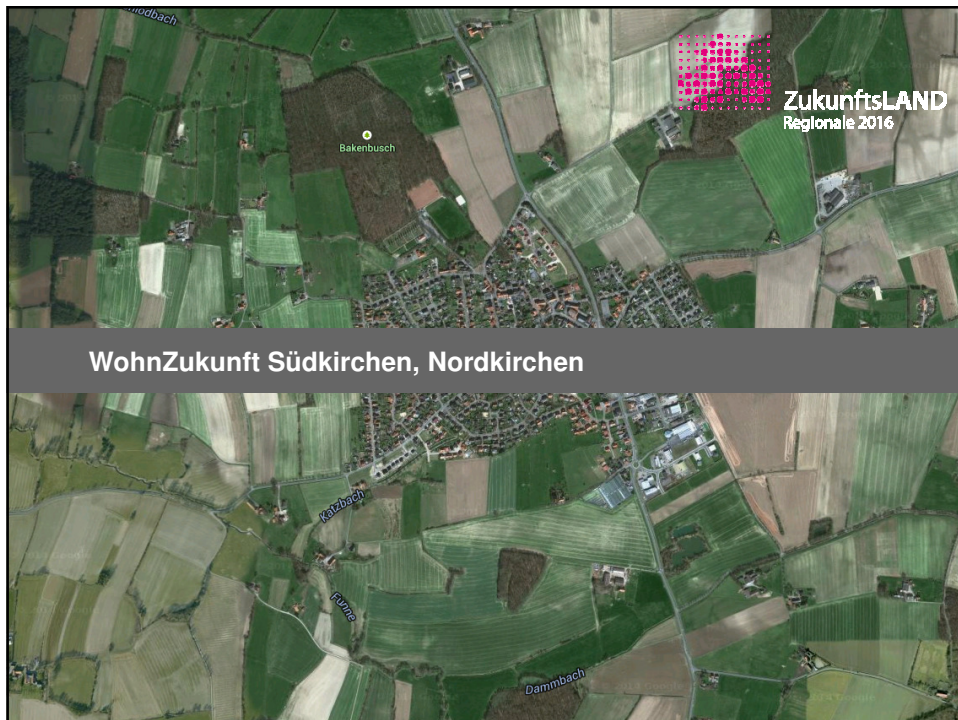 ZukunftsLAND
Regionale 2016
Bakenbusch
WohnZukunft Südkirchen, Nordkirchen
Katzbach
Funne
Dammbach